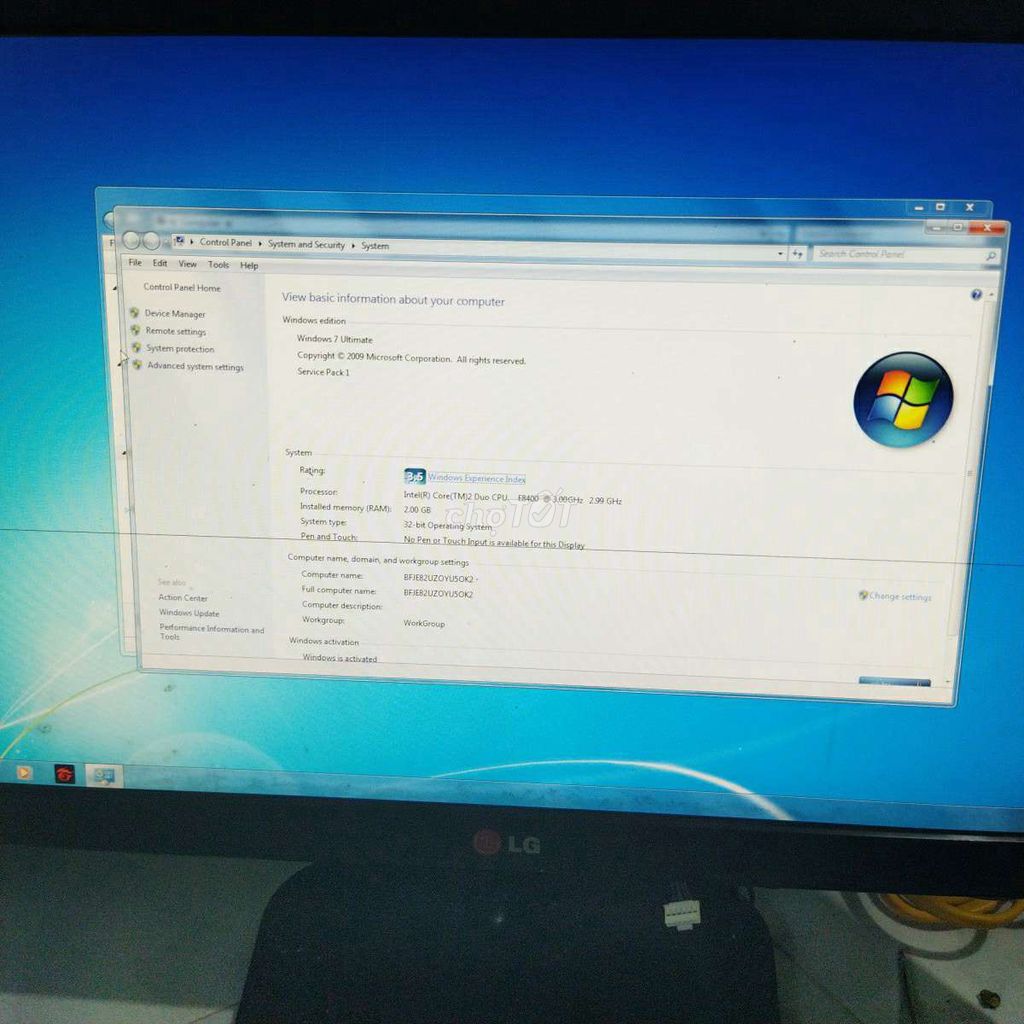 Control Panel ▸ System and Security ▸ System
Search Control Panel
File Edit View Tools Help
Control Panel Home
Device Manager
Remote settings
System protection
Advanced system settings
See also
Action Center
Windows Update
Performance Information and
Tools
View basic information about your computer
Windows edition
Windows 7 Ultimate
Copyright © 2009 Microsoft Corporation. All rights reserved.
Service Pack 1
System
Rating: 3,5 Windows Experience Index
Processor: Intel(R) Core(TM)2 Duo CPU E8400 @ 3.00GHz 2.99 GHz
Installed memory (RAM): 2.00 GB
System type: 32-bit Operating System
Pen and Touch: No Pen or Touch Input is available for this Display
Computer name, domain, and workgroup settings
Computer name: BFJE82UZOYU5OK2
Change settings
Full computer name: BFJE82UZOYU5OK2
Computer description:
Workgroup: WorkGroup
Windows activation
Windows is activated
chợTỐT
LG